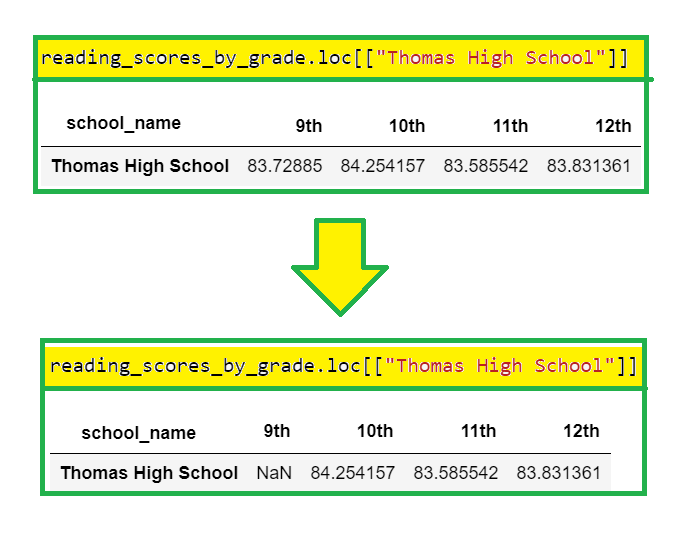 reading_scores_by_grade.loc[["Thomas High School"]]
school_name 9th 10th 11th 12th
Thomas High School 83.72885 84.254157 83.585542 83.831361
reading_scores_by_grade.loc[["Thomas High School"]]
school_name 9th 10th 11th 12th
Thomas High School NaN 84.254157 83.585542 83.831361